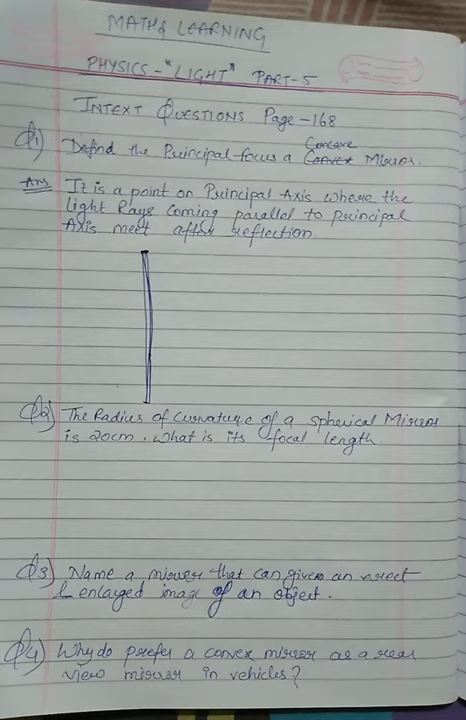 MATH & LEARNING
PHYSICS - "LIGHT" PART-5
INTEXT QUESTIONS Page-168
Q1) Defind the Principal focus a Concave Convex Mirror.
Ans It is a point on Principal Axis where the
light Rays coming parallel to principal
Axis meet after reflection.
Q2) The Radius of Curvature of a spherical Mirror
is 20cm. What is its focal length
Q3) Name a mirror that can given an erect
& enlarged image of an object.
Q4) Why do prefer a convex mirror as a rear
view mirror in vehicles?